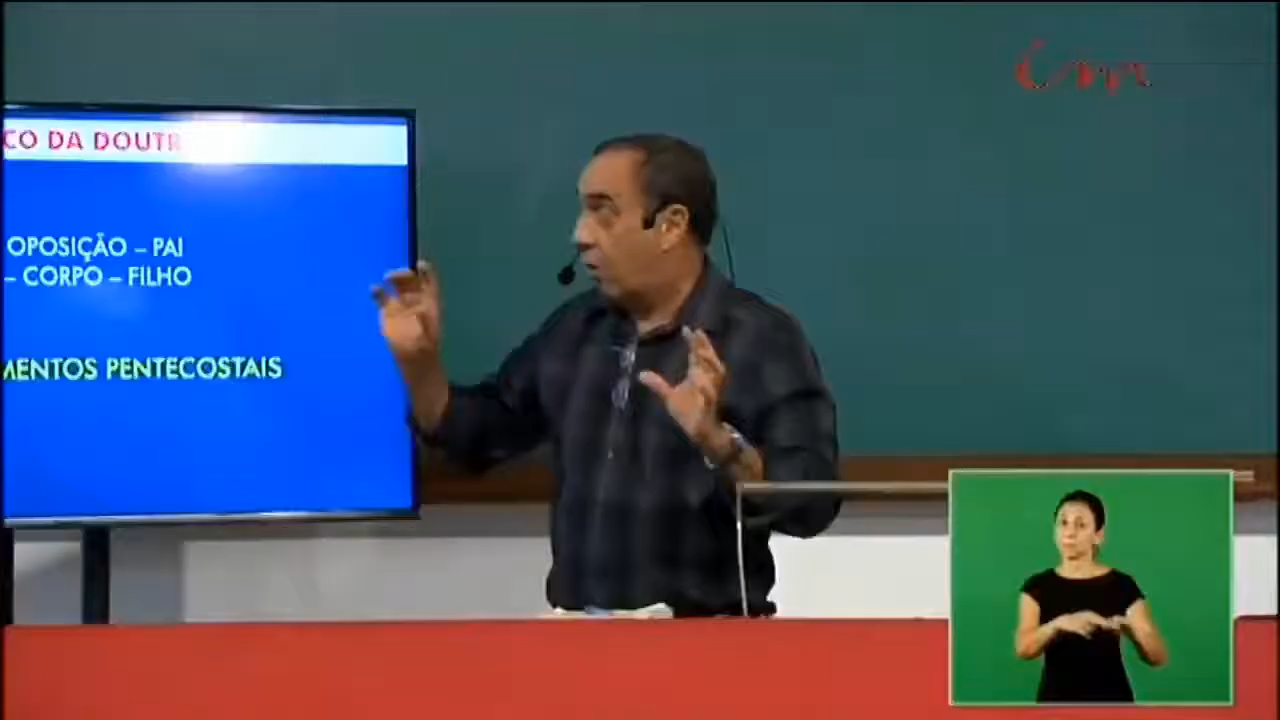 CO DA DOUTR
OPOSIÇÃO – PAI
– CORPO – FILHO
MENTOS PENTECOSTAIS